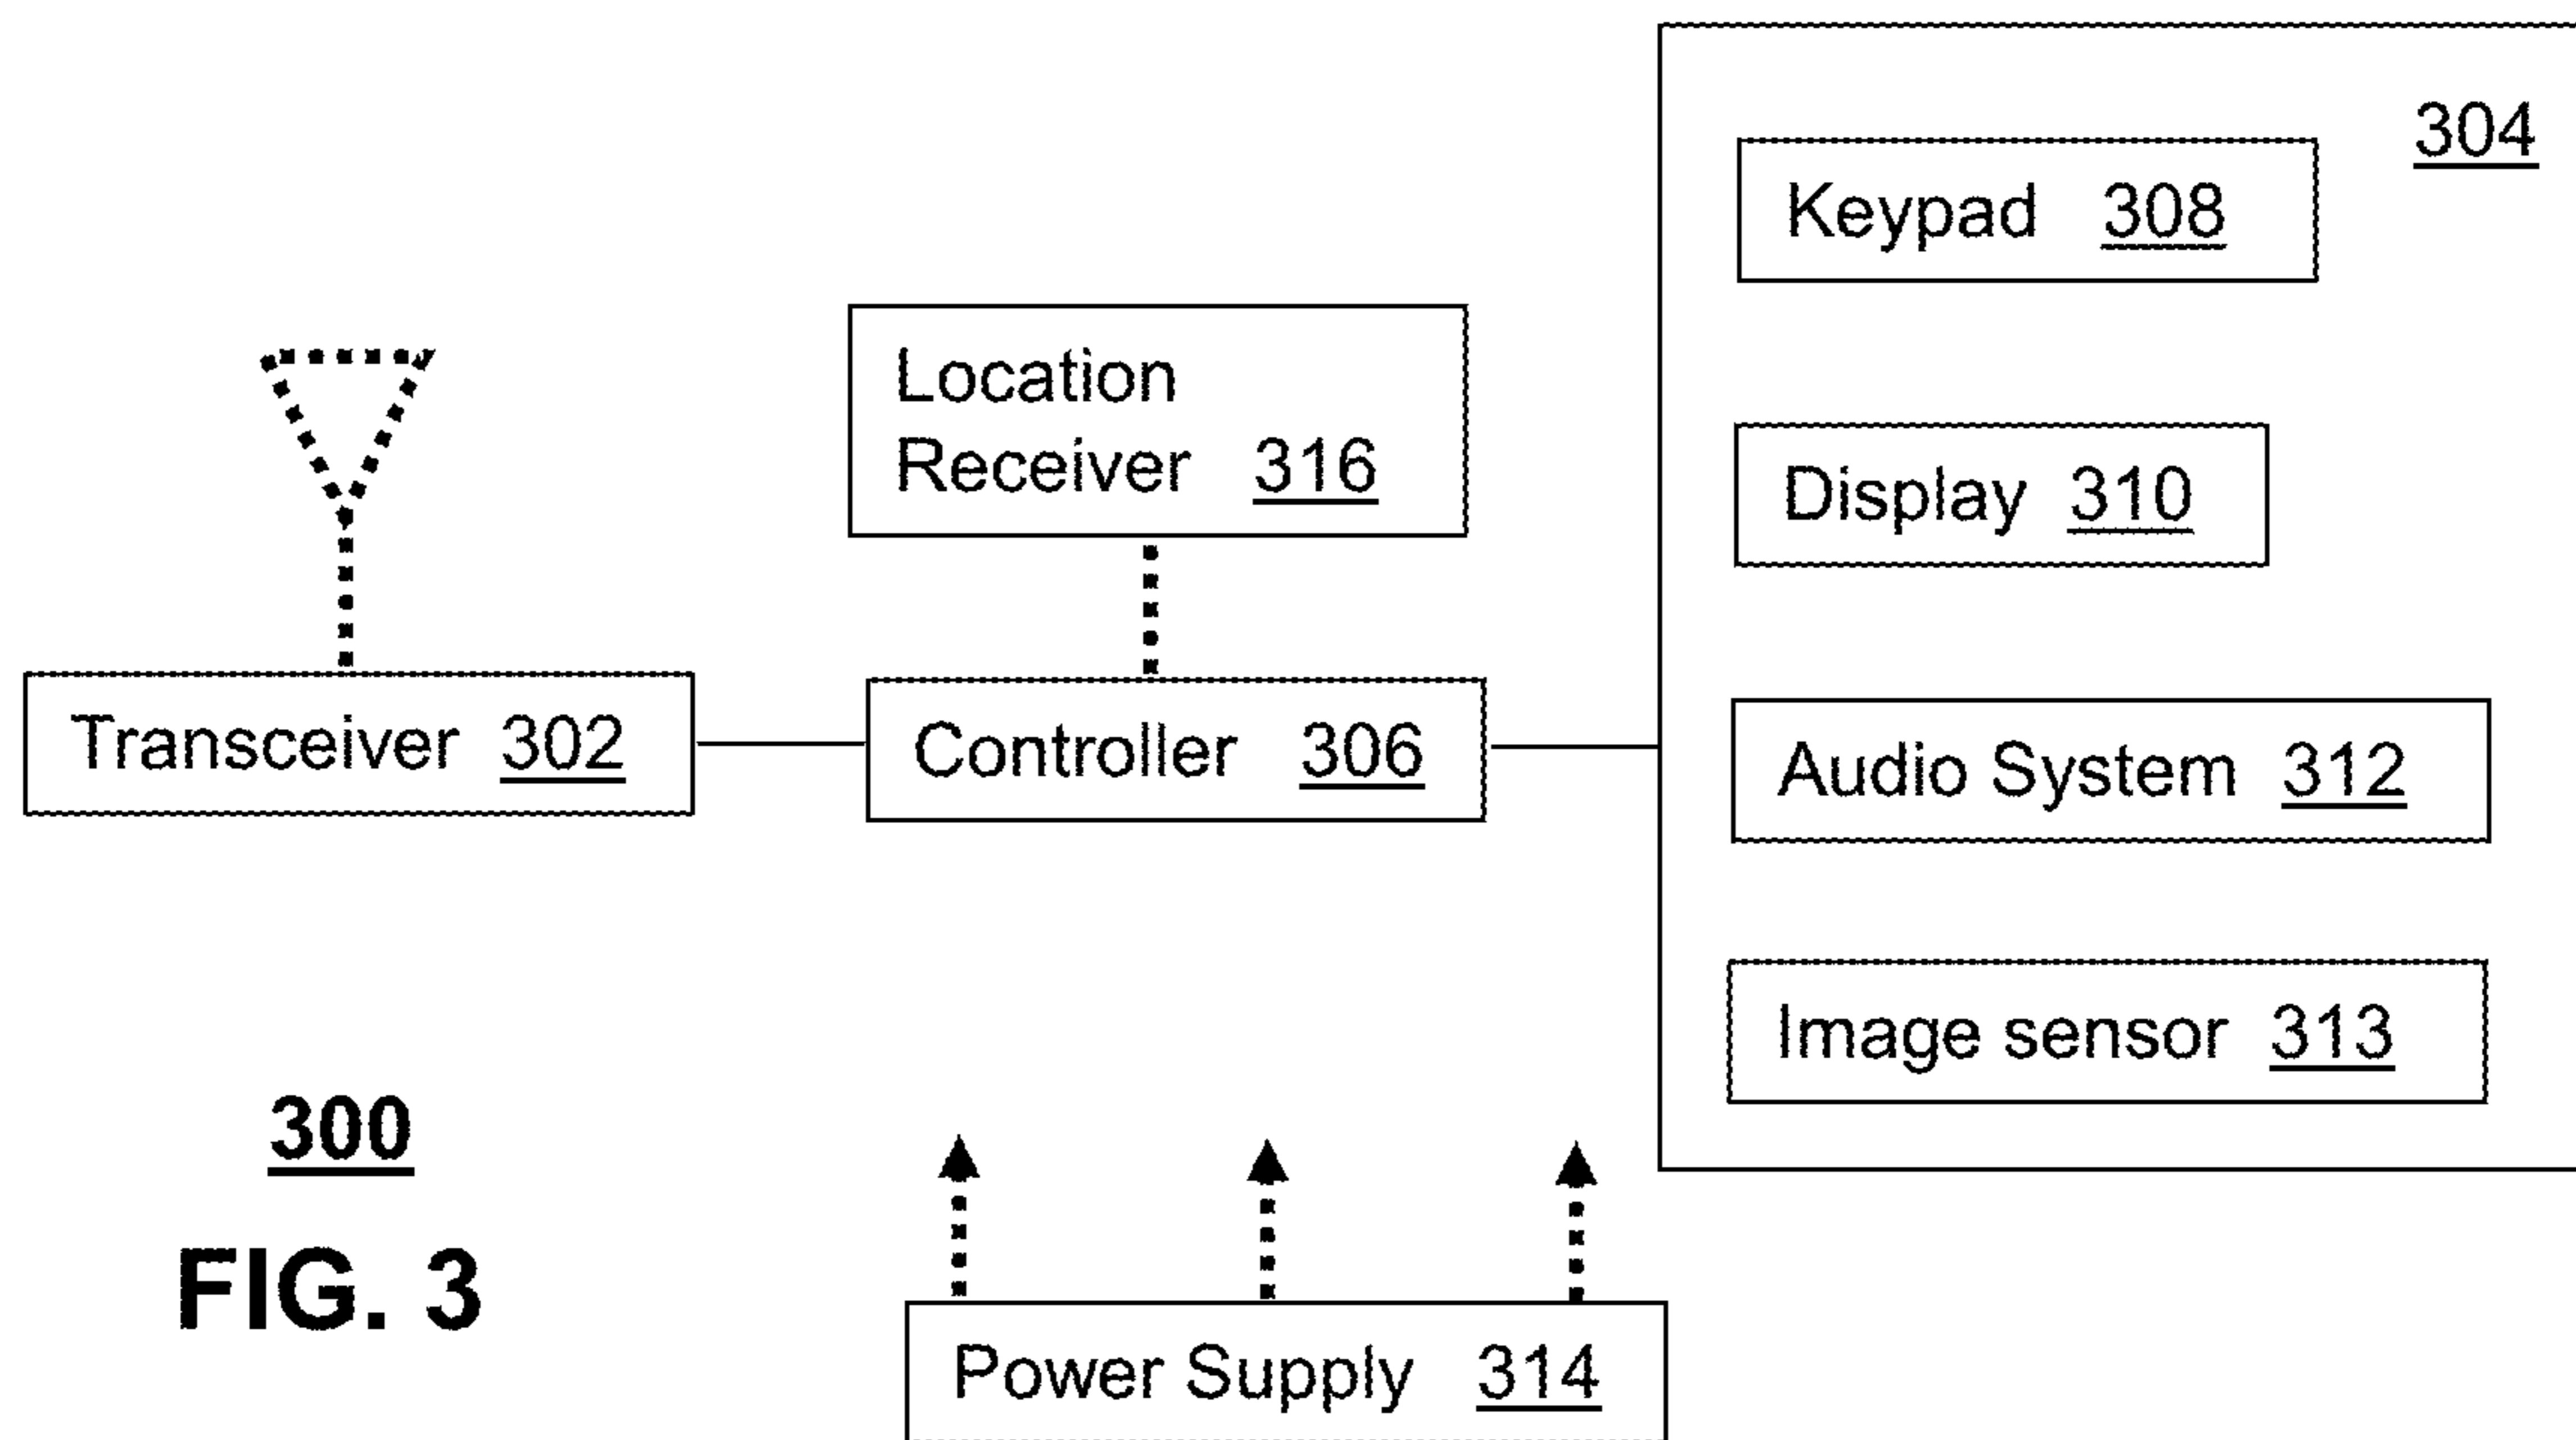 304
Keypad 308
Location
Receiver 316
Display 310
Transceiver 302
Controller 306
Audio System 312
Image sensor 313
300
FIG. 3
Power Supply 314